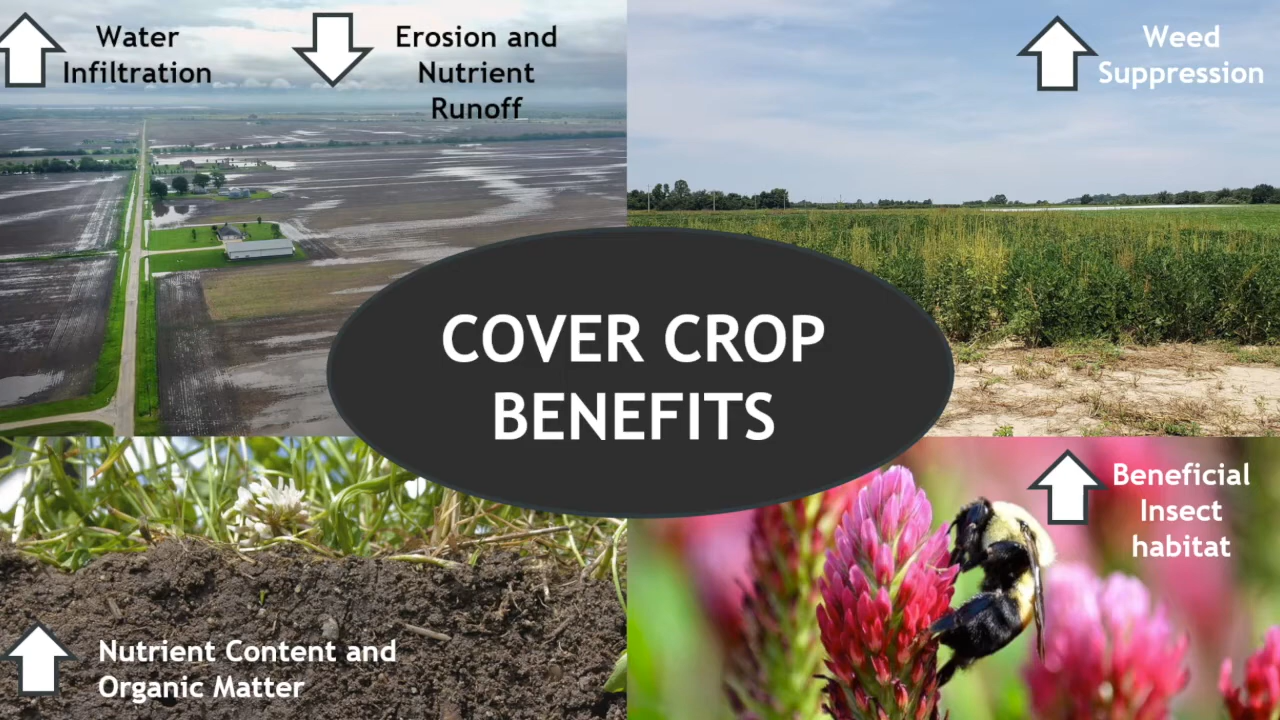 Water
Infiltration
Erosion and
Nutrient
Runoff
Weed
Suppression
COVER CROP
BENEFITS
Beneficial
Insect
habitat
Nutrient Content and
Organic Matter